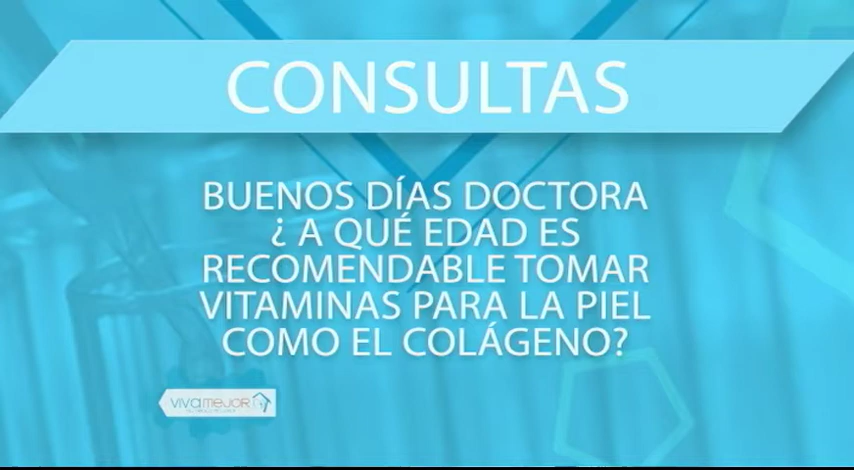 CONSULTAS
BUENOS DÍAS DOCTORA
¿ A QUÉ EDAD ES
RECOMENDABLE TOMAR
VITAMINAS PARA LA PIEL
COMO EL COLÁGENO?
vivamejor